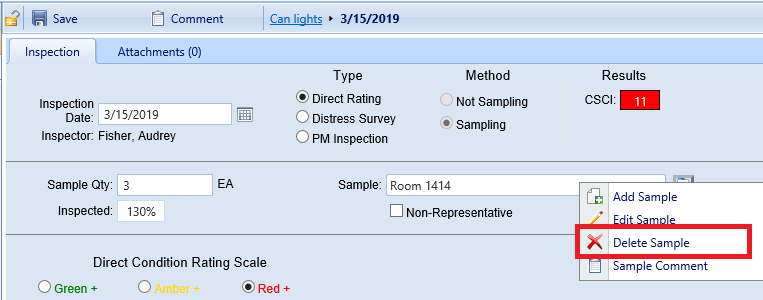 Save Comment Can lights 3/15/2019
Inspection Attachments (0)
Type Method Results
Inspection Date: 3/15/2019
Direct Rating Not Sampling CSCI: 11
Distress Survey Sampling
Inspector: Fisher, Audrey PM Inspection
Sample Qty: 3 EA Sample: Room 1414
Inspected: 130% Non-Representative
Add Sample
Edit Sample
Delete Sample
Sample Comment
Direct Condition Rating Scale
Green + Amber + Red +